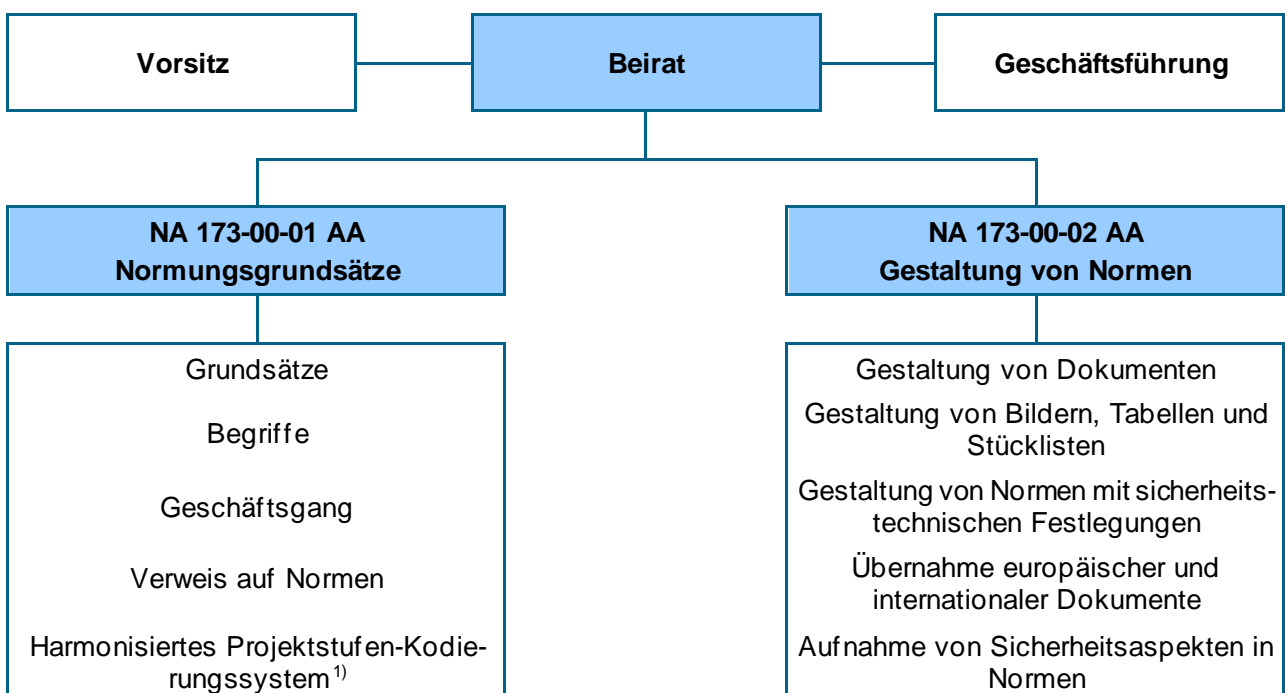 Vorsitz
Beirat
Geschäftsführung
NA 173-00-01 AA
Normungsgrundsätze
NA 173-00-02 AA
Gestaltung von Normen
Grundsätze
Begriffe
Geschäftsgang
Verweis auf Normen
Harmonisiertes Projektstufen-Kodie-
rungssystem¹⁾
Gestaltung von Dokumenten
Gestaltung von Bildern, Tabellen und
Stücklisten
Gestaltung von Normen mit sicherheits-
technischen Festlegungen
Übernahme europäischer und
internationaler Dokumente
Aufnahme von Sicherheitsaspekten in
Normen